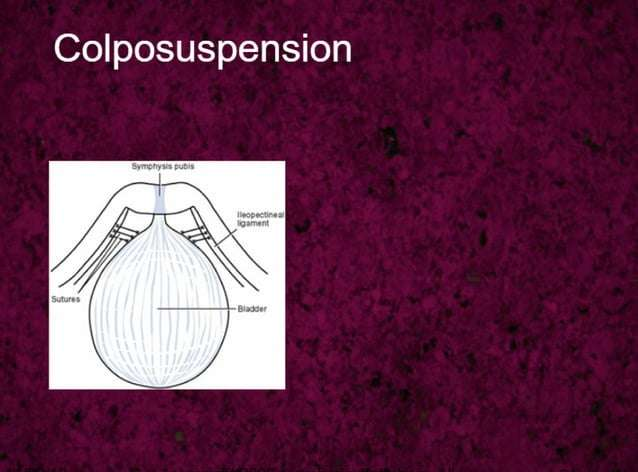 Colposuspension
Symphysis pubis
Ileopectineal
ligament
Sutures
Bladder